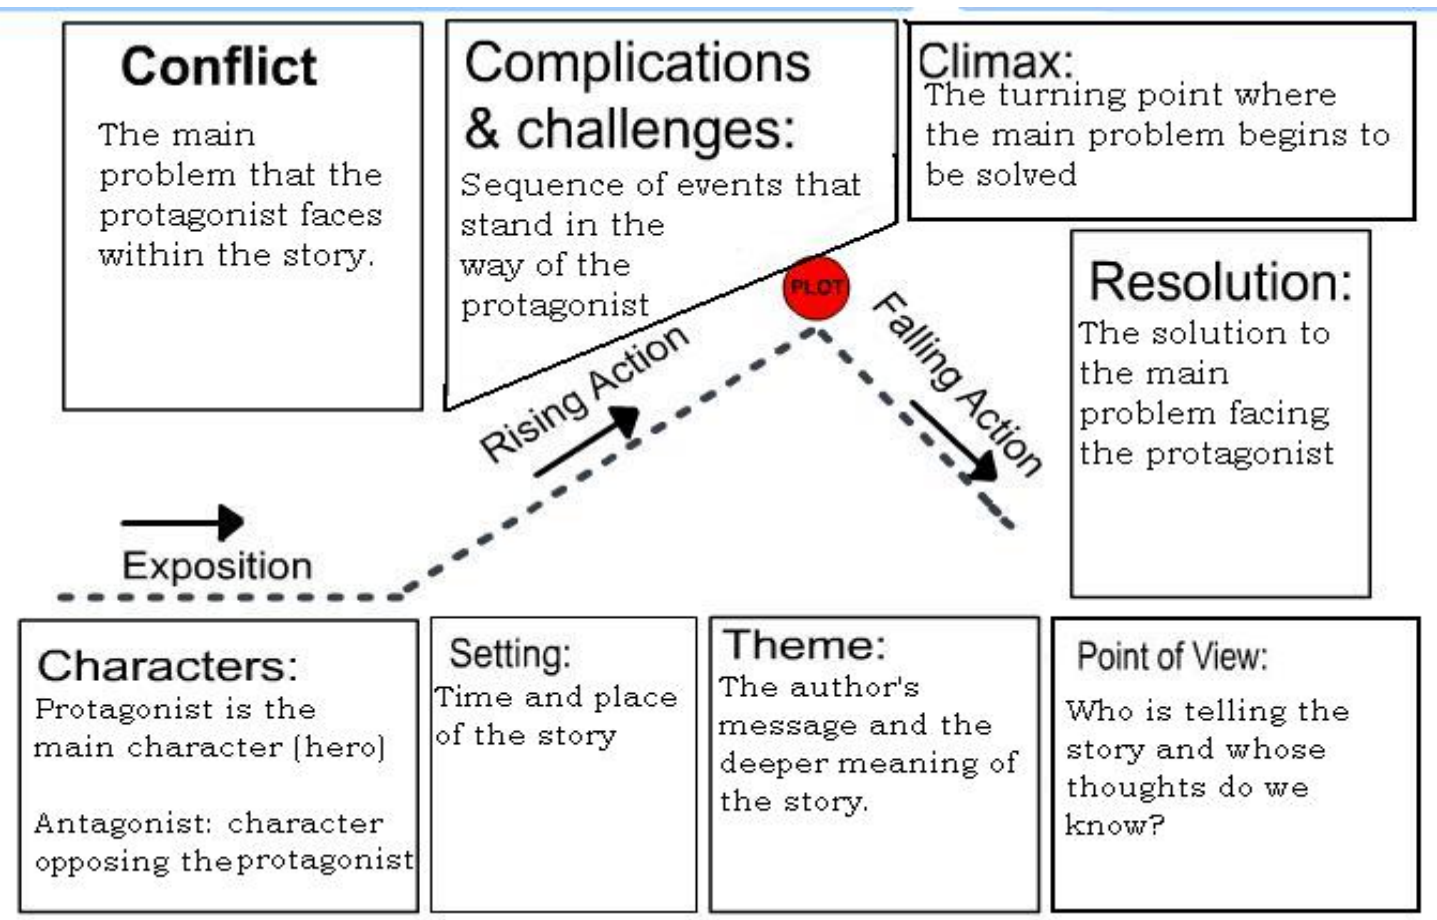 Conflict
The main
problem that the
protagonist faces
within the story.
Complications
& challenges:
Sequence of events that
stand in the
way of the
protagonist
Climax:
The turning point where
the main problem begins to
be solved
PLOT
Rising Action
Falling Action
Resolution:
The solution to
the main
problem facing
the protagonist
Exposition
Characters:
Protagonist is the
main character (hero)
Antagonist: character
opposing the protagonist
Setting:
Time and place
of the story
Theme:
The author's
message and the
deeper meaning of
the story.
Point of View:
Who is telling the
story and whose
thoughts do we
know?